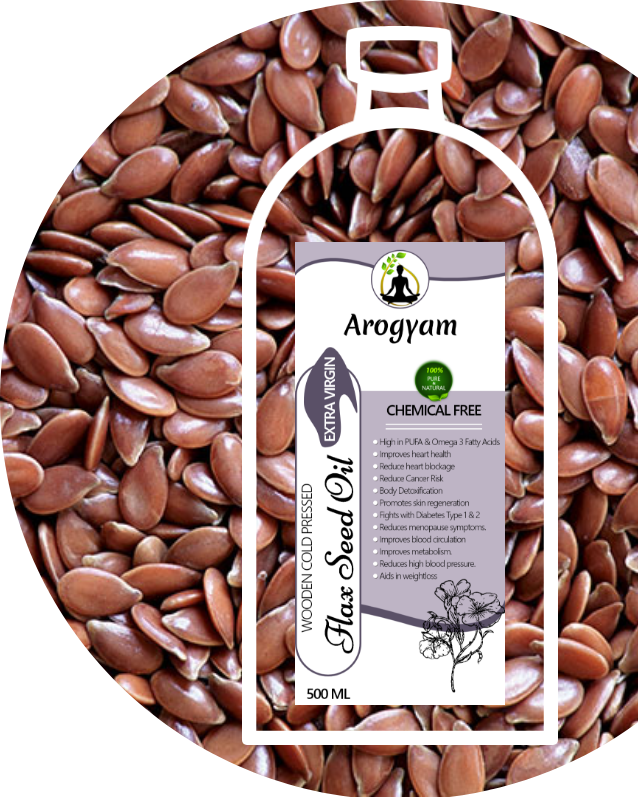 Arogyam
100%
PURE
&
NATURAL
CHEMICAL FREE
High in PUFA & Omega 3 Fatty Acids
Improves heart health
Reduce heart blockage
Reduce Cancer Risk
Body Detoxification
Promotes skin regeneration
Fights with Diabetes Type 1 & 2
Reduces menopause symptoms.
Improves blood circulation
Improves metabolism.
Reduces high blood pressure.
Aids in weightloss
EXTRA VIRGIN
WOODEN COLD PRESSED
Flax Seed Oil
500 ML